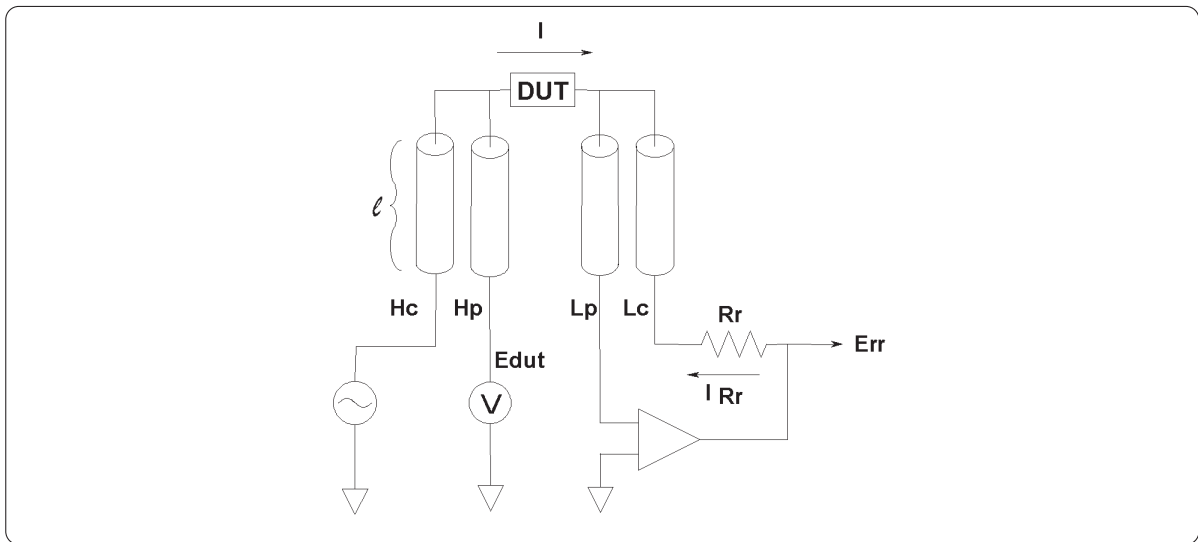 I
DUT
ℓ
Hc Hp Lp Lc
Rr
Err
Edut
I Rr
V